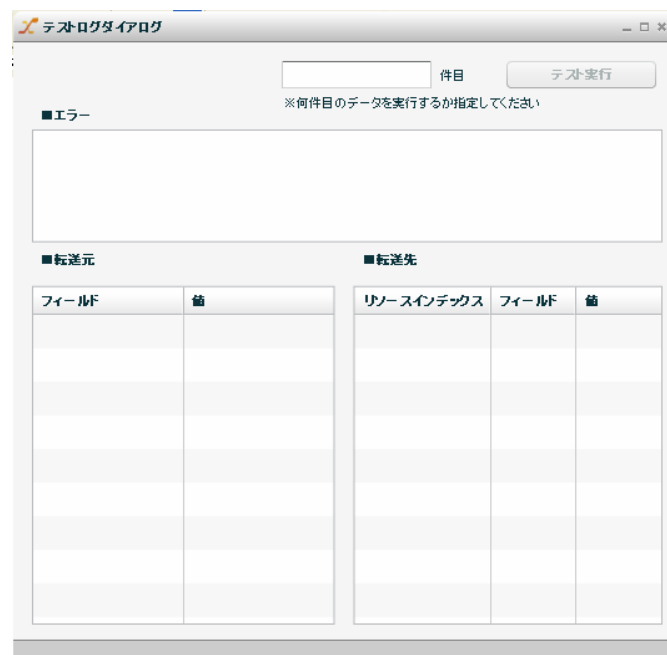 テストログダイアログ
件目 テスト実行
※何件目のデータを実行するか指定してください
■エラー
■転送元 ■転送先
フィールド 値 リソースインデックス フィールド 値